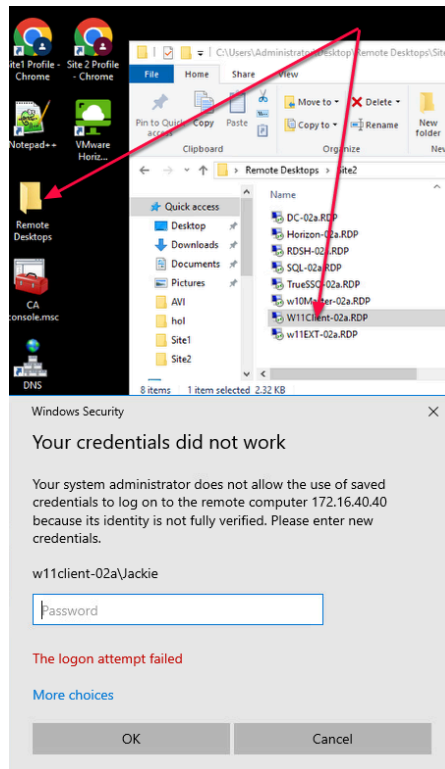 Site1 Profile - Chrome
Site 2 Profile - Chrome
Notepad++
VMware Horiz...
Remote Desktops
CA console.msc
DNS
C:\Users\Administrator\Desktop\Remote Desktops\Site
File Home Share View
Pin to Quick access
Copy
Paste
Move to
Copy to
Delete
Rename
New folder
Clipboard
Organize
New
Remote Desktops > Site2
Quick access
Desktop
Downloads
Documents
Pictures
AVI
hol
Site1
Site2
Name
DC-02a.RDP
Horizon-02a.RDP
RDSH-02a.RDP
SQL-02a.RDP
TrueSSO-02a.RDP
w10Master-02a.RDP
W11Client-02a.RDP
w11EXT-02a.RDP
8 items 1 item selected 2.32 KB
Windows Security
Your credentials did not work
Your system administrator does not allow the use of saved
credentials to log on to the remote computer 172.16.40.40
because its identity is not fully verified. Please enter new
credentials.
w11client-02a\Jackie
Password
The logon attempt failed
More choices
OK
Cancel